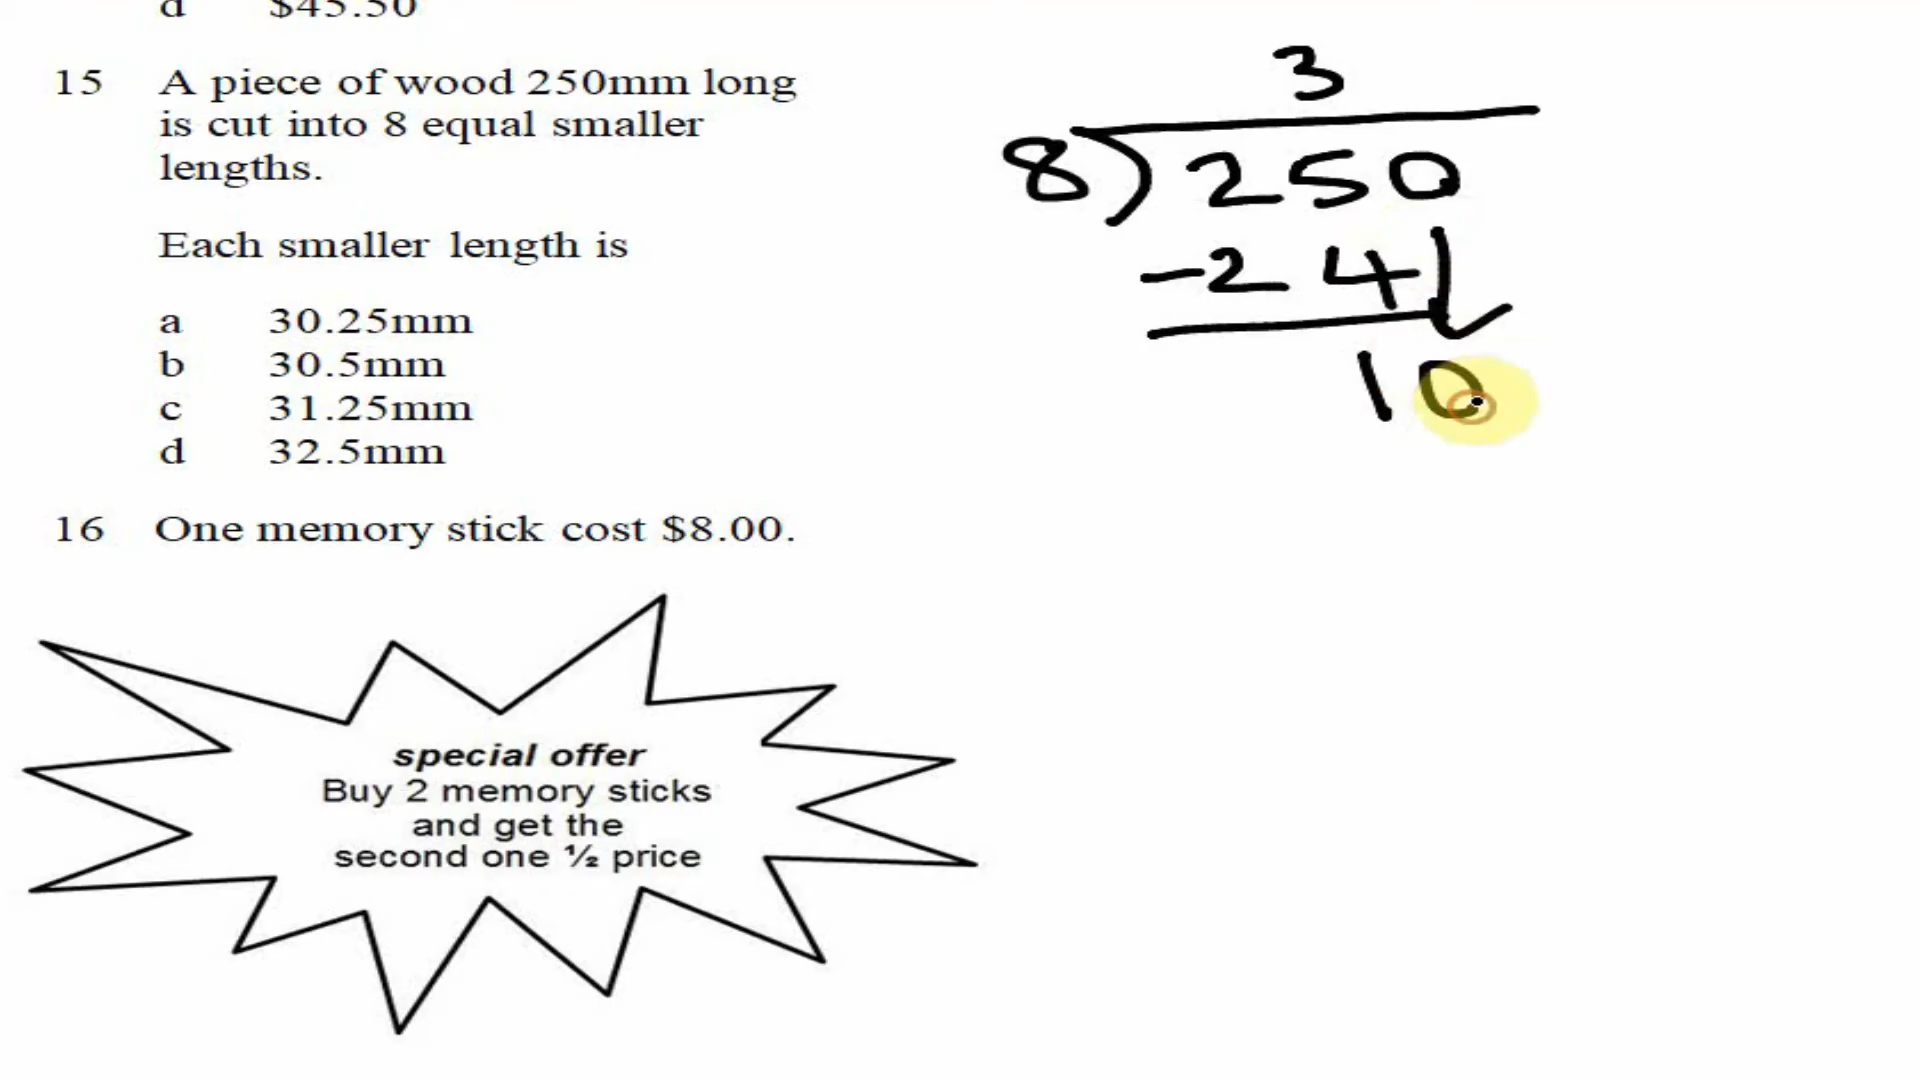 d $45.50
15 A piece of wood 250mm long
is cut into 8 equal smaller
lengths.
Each smaller length is
a 30.25mm
b 30.5mm
c 31.25mm
d 32.5mm
16 One memory stick cost $8.00.
special offer
Buy 2 memory sticks
and get the
second one ½ price
3
8)250
-24
10